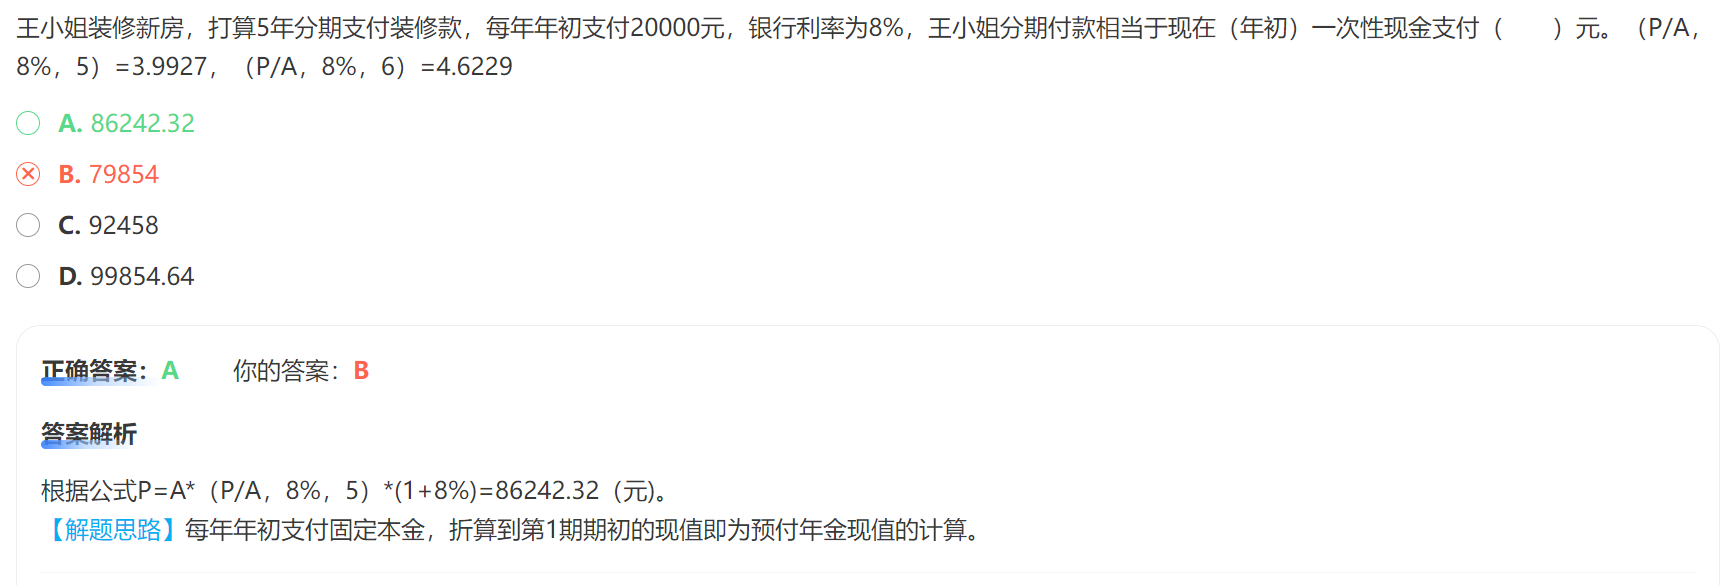 王小姐装修新房，打算5年分期支付装修款，每年年初支付20000元，银行利率为8%，王小姐分期付款相当于现在（年初）一次性现金支付（　　）元。（P/A，
8%，5）=3.9927，（P/A，8%，6）=4.6229
A. 86242.32
B. 79854
C. 92458
D. 99854.64
正确答案：A　　你的答案：B
答案解析
根据公式P=A*（P/A，8%，5）*(1+8%)=86242.32（元)。
【解题思路】每年年初支付固定本金，折算到第1期期初的现值即为预付年金现值的计算。